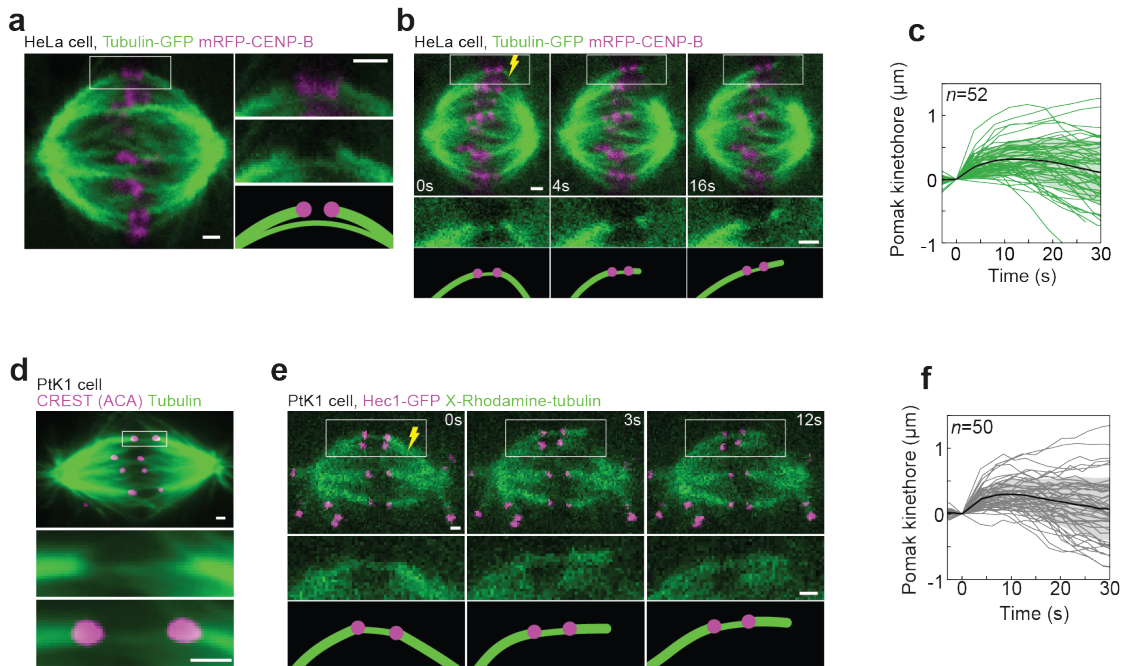 a
HeLa cell, Tubulin-GFP mRFP-CENP-B
b
HeLa cell, Tubulin-GFP mRFP-CENP-B
0s
4s
16s
c
n=52
Pomak kinetohore (µm)
1
0
-1
0 10 20 30
Time (s)
d
PtK1 cell
CREST (ACA) Tubulin
e
PtK1 cell, Hec1-GFP X-Rhodamine-tubulin
0s
3s
12s
f
n=50
Pomak kinethore (µm)
1
0
-1
0 10 20 30
Time (s)